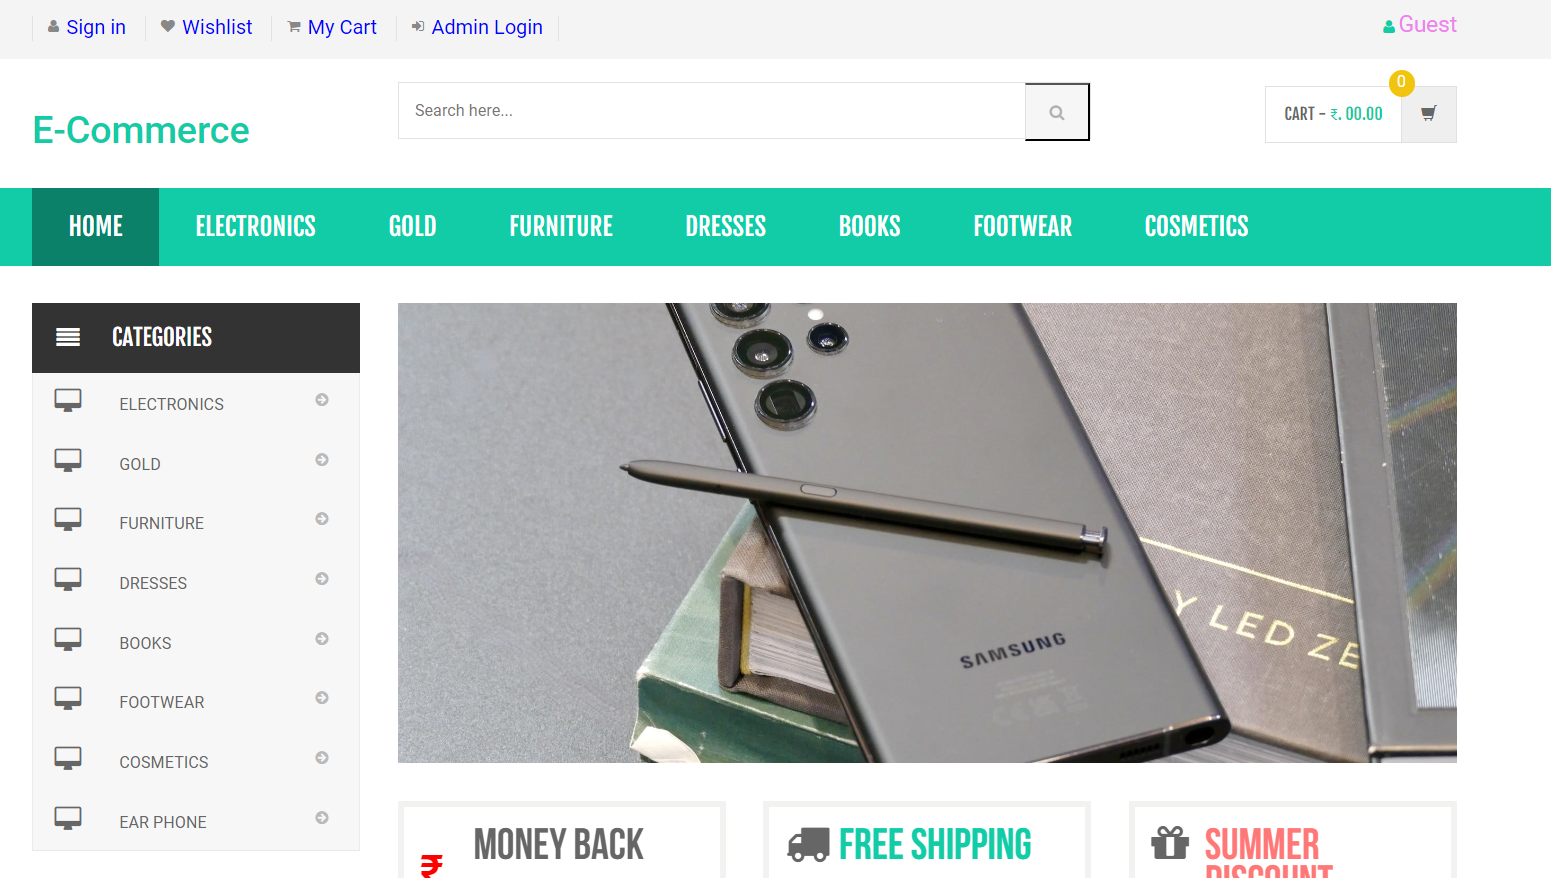 Sign in
Wishlist
My Cart
Admin Login
Guest
E-Commerce
Search here...
CART - ₹. 00.00
0
HOME
ELECTRONICS
GOLD
FURNITURE
DRESSES
BOOKS
FOOTWEAR
COSMETICS
CATEGORIES
ELECTRONICS
GOLD
FURNITURE
DRESSES
BOOKS
FOOTWEAR
COSMETICS
EAR PHONE
SAMSUNG
Y LED ZE
₹
MONEY BACK
FREE SHIPPING
SUMMER
DISCOUNT